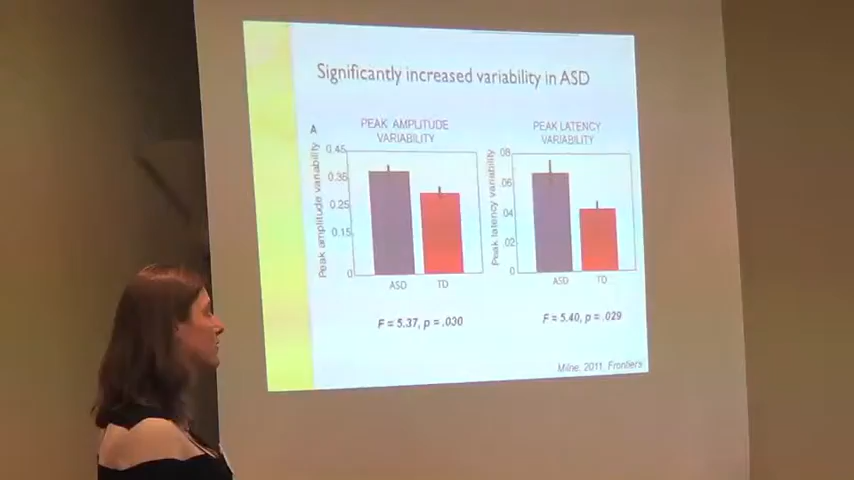 Significantly increased variability in ASD
A
PEAK AMPLITUDE
VARIABILITY
Peak amplitude variability
0.45
0.35
0.25
0.15
0
ASD TD
F = 5.37, p = .030
PEAK LATENCY
VARIABILITY
Peak latency variability
08
06
04
02
0
ASD TD
F = 5.40, p = .029
Milne, 2011, Frontiers